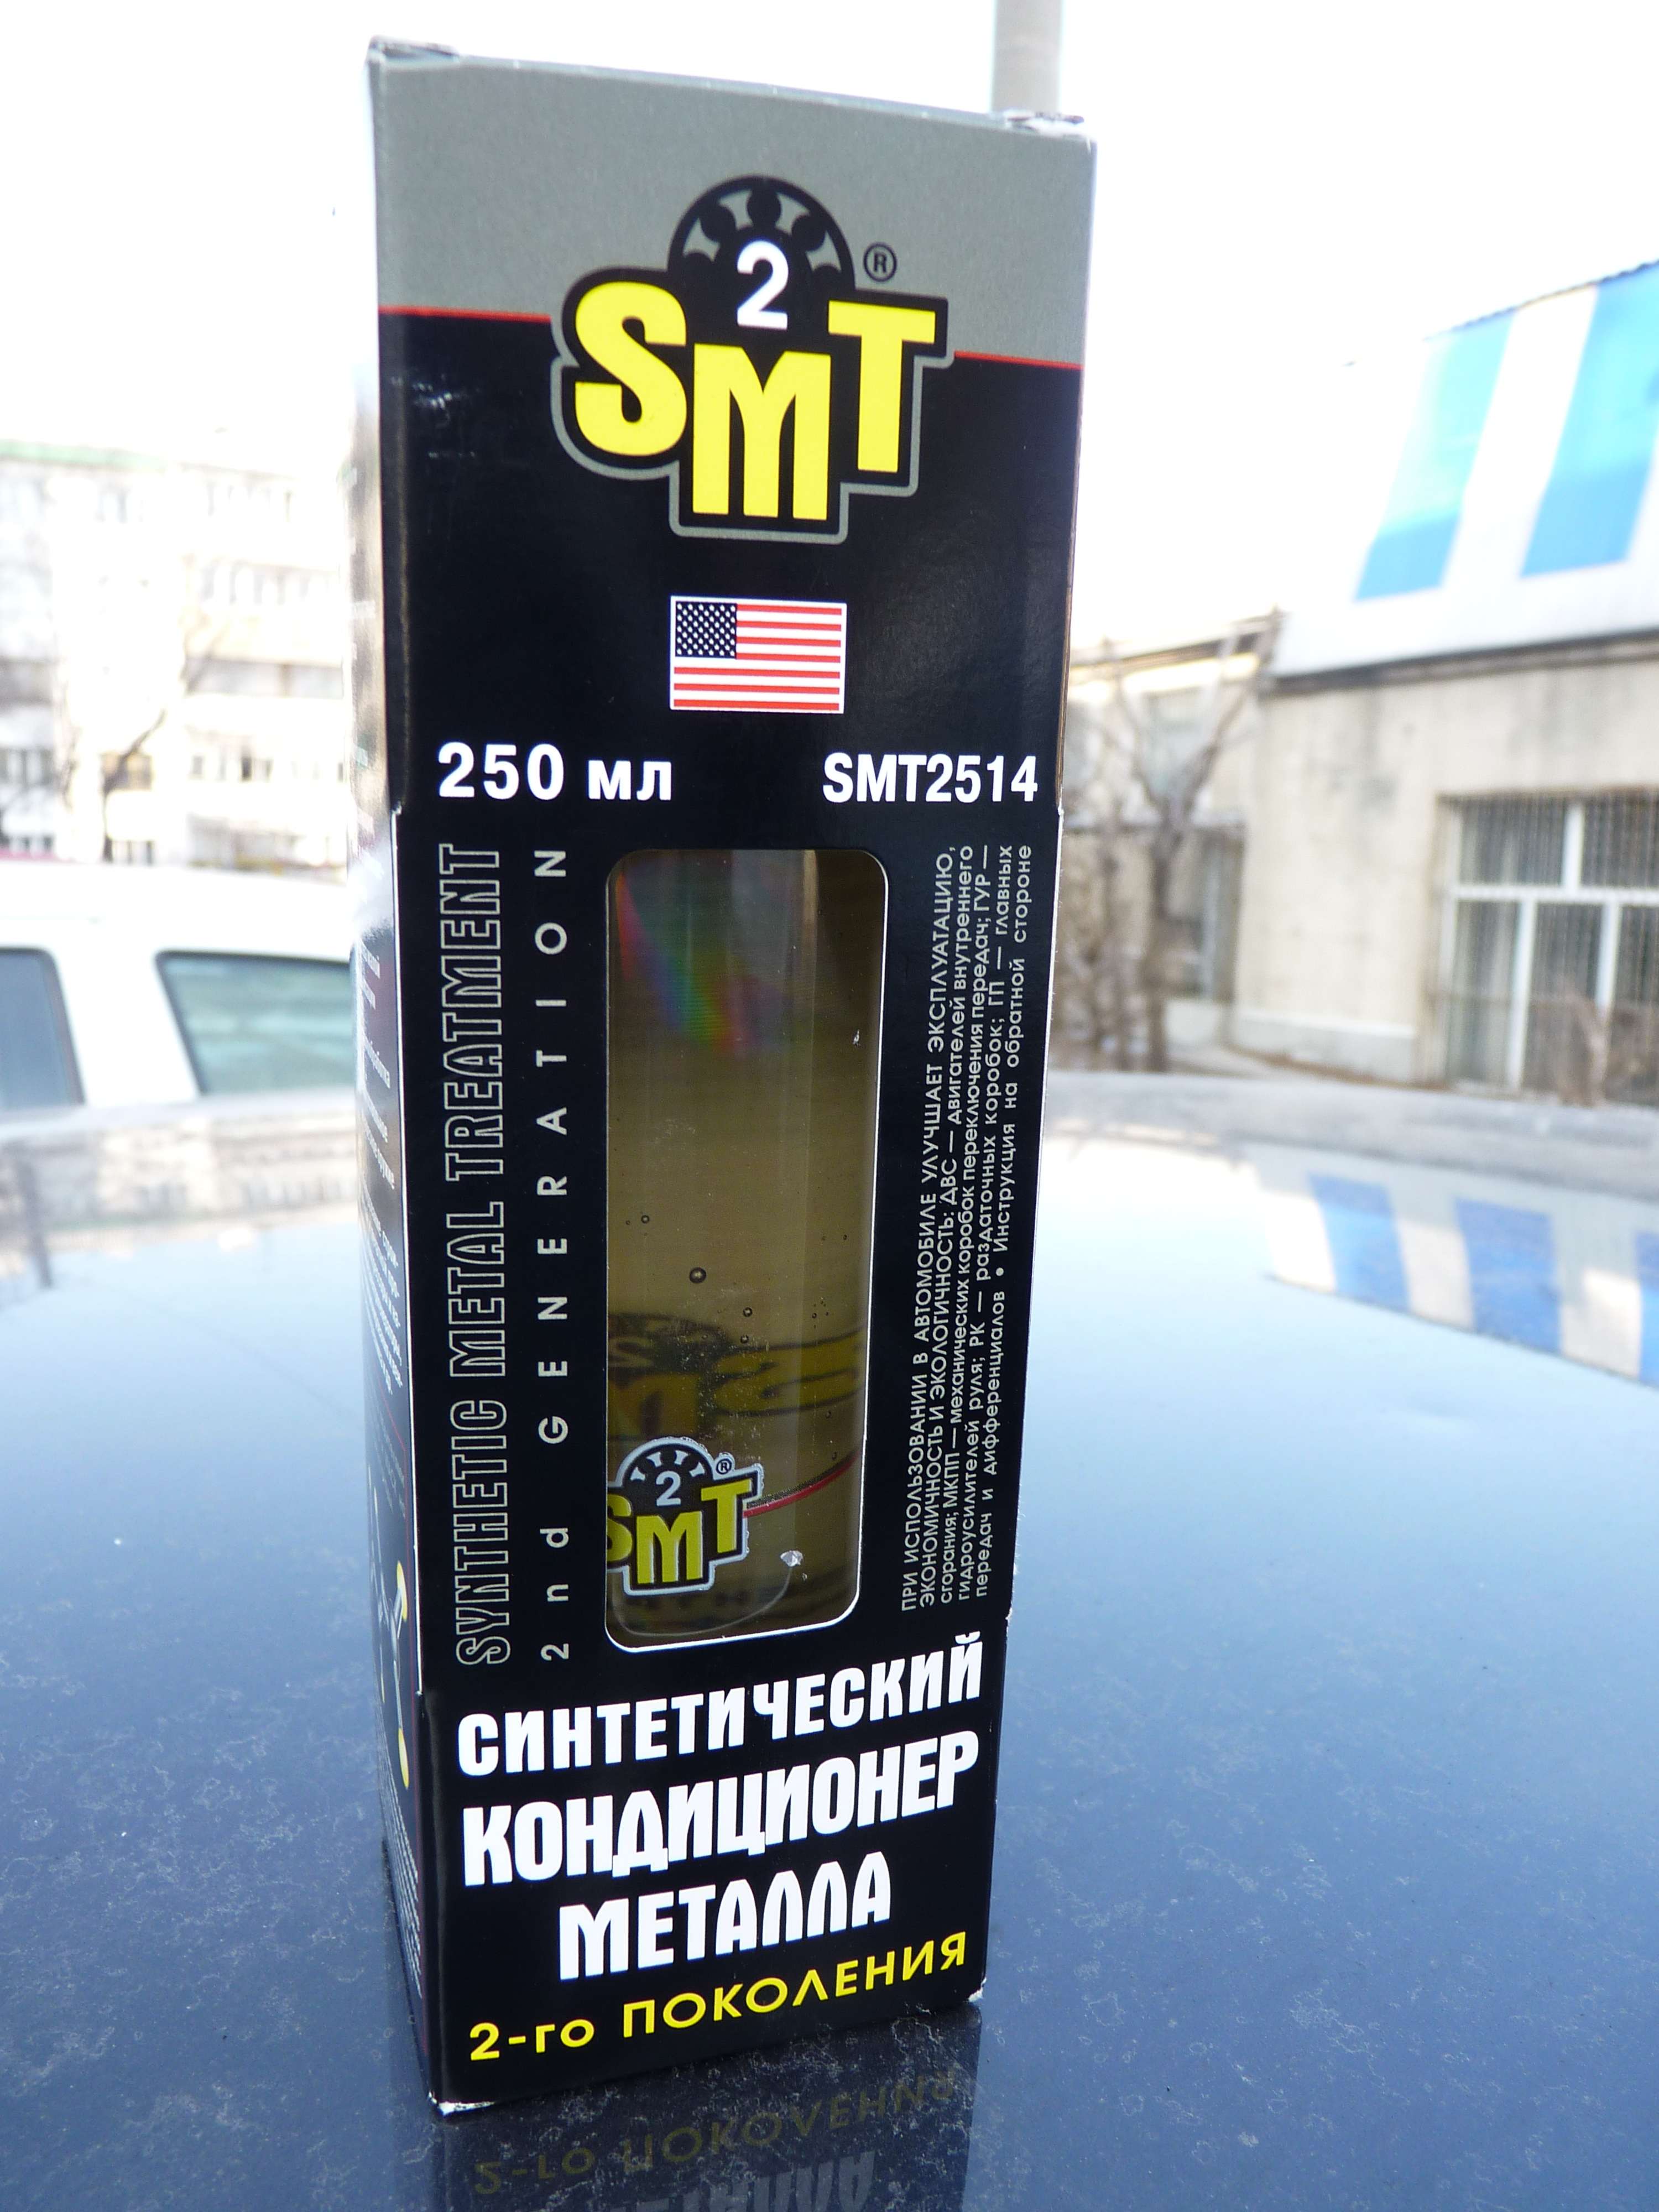 2
®
SMT
250 мл
SMT2514
SYNTHETIC METAL TREATMENT
2nd GENERATION
2
®
SMT
ПРИ ИСПОЛЬЗОВАНИИ В АВТОМОБИЛЕ УЛУЧШАЕТ ЭКСПЛУАТАЦИЮ,
ЭКОНОМИЧНОСТЬ И ЭКОЛОГИЧНОСТЬ: ДВС — двигателей внутреннего
сгорания; МКПП — механических коробок переключения передач; ГУР —
гидроусилителей руля; РК — раздаточных коробок; ГП — главных
передач и дифференциалов • Инструкция на обратной стороне
СИНТЕТИЧЕСКИЙ
КОНДИЦИОНЕР
МЕТАЛЛА
2-го ПОКОЛЕНИЯ